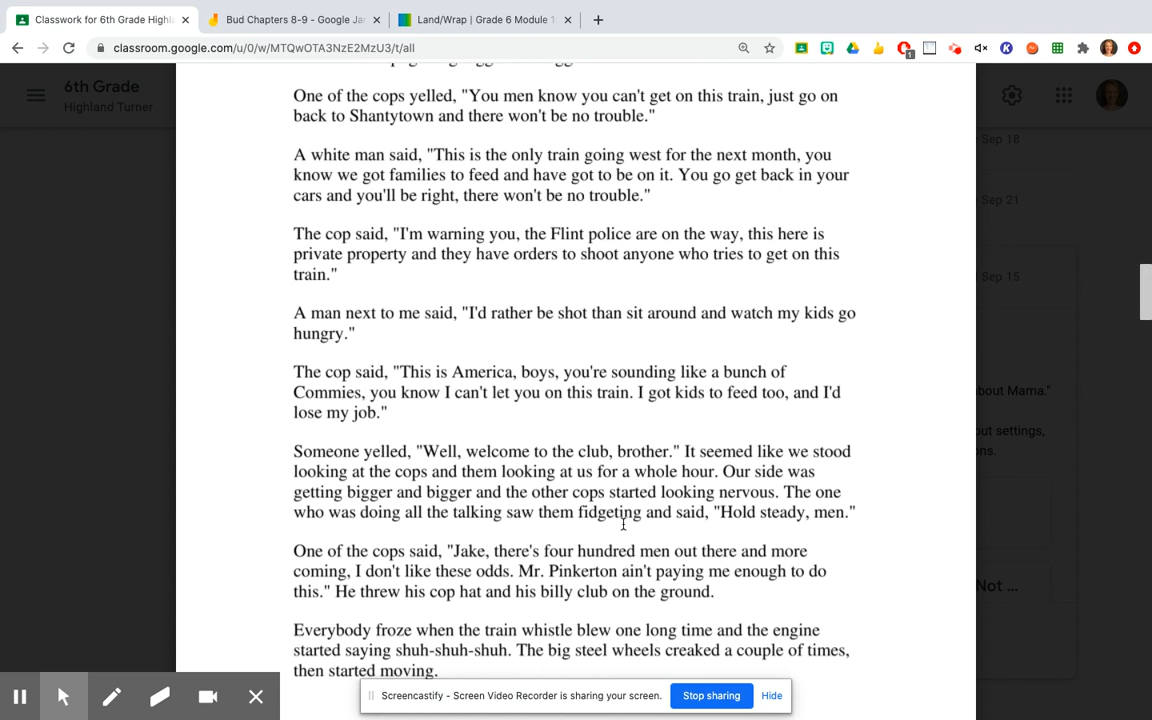 Classwork for 6th Grade Highl
Bud Chapters 8-9 - Google Ja
Land/Wrap | Grade 6 Module 1
classroom.google.com/u/0/w/MTQwOTA3NzE2MzU3/t/all
6th Grade
Highland Turner
One of the cops yelled, "You men know you can't get on this train, just go on
back to Shantytown and there won't be no trouble."
A white man said, "This is the only train going west for the next month, you
know we got families to feed and have got to be on it. You go get back in your
cars and you'll be right, there won't be no trouble."
The cop said, "I'm warning you, the Flint police are on the way, this here is
private property and they have orders to shoot anyone who tries to get on this
train."
A man next to me said, "I'd rather be shot than sit around and watch my kids go
hungry."
The cop said, "This is America, boys, you're sounding like a bunch of
Commies, you know I can't let you on this train. I got kids to feed too, and I'd
lose my job."
Someone yelled, "Well, welcome to the club, brother." It seemed like we stood
looking at the cops and them looking at us for a whole hour. Our side was
getting bigger and bigger and the other cops started looking nervous. The one
who was doing all the talking saw them fidgeting and said, "Hold steady, men."
One of the cops said, "Jake, there's four hundred men out there and more
coming, I don't like these odds. Mr. Pinkerton ain't paying me enough to do
this." He threw his cop hat and his billy club on the ground.
Everybody froze when the train whistle blew one long time and the engine
started saying shuh-shuh-shuh. The big steel wheels creaked a couple of times,
then started moving.
Sep 18
Sep 21
Sep 15
about Mama."
out settings,
ons.
Not ...
Screencastify - Screen Video Recorder is sharing your screen.
Stop sharing
Hide